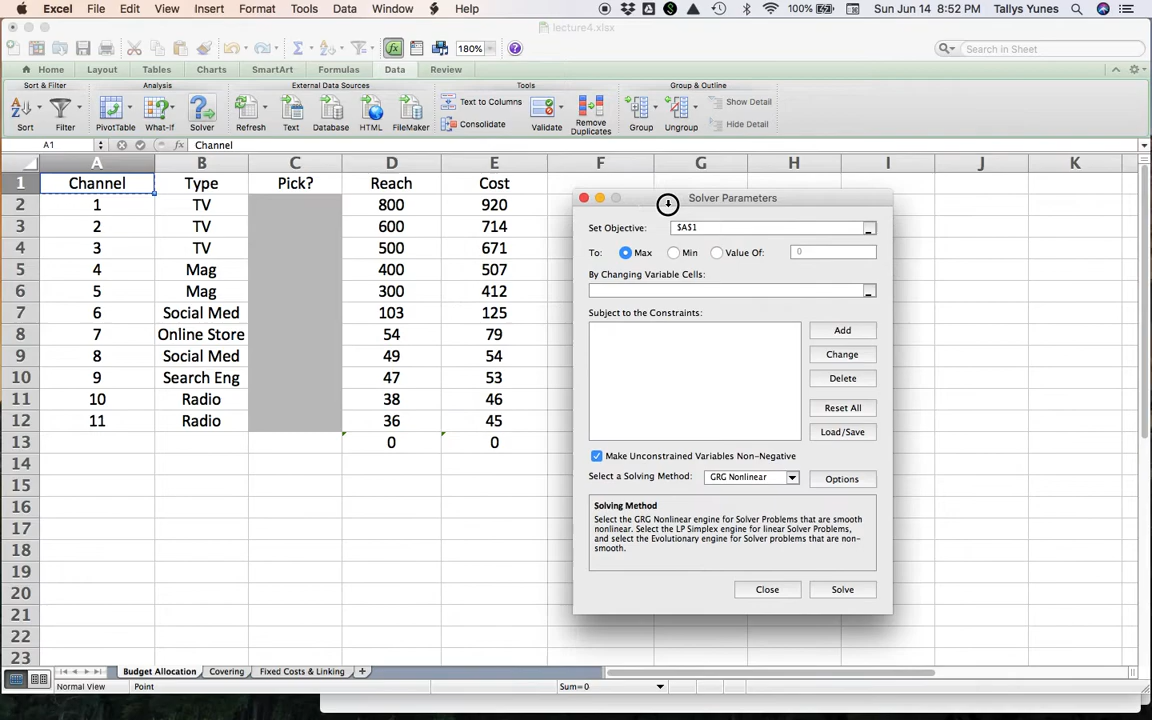 Excel File Edit View Insert Format Tools Data Window Help 100% Sun Jun 14 8:52 PM Tallys Yunes
lecture4.xlsx
180% Search in Sheet
Home Layout Tables Charts SmartArt Formulas Data Review
Sort & Filter Analysis External Data Sources Tools Group & Outline
Text to Columns Show Detail
Consolidate Hide Detail
Sort Filter PivotTable What-If Solver Refresh Text Database HTML FileMaker Validate Remove Duplicates Group Ungroup
A1 fx Channel
A B C D E F G H I J K
1 Channel Type Pick? Reach Cost
2 1 TV 800 920
3 2 TV 600 714
4 3 TV 500 671
5 4 Mag 400 507
6 5 Mag 300 412
7 6 Social Med 103 125
8 7 Online Store 54 79
9 8 Social Med 49 54
10 9 Search Eng 47 53
11 10 Radio 38 46
12 11 Radio 36 45
13 0 0
14
15
16
17
18
19
20
21
22
23
Solver Parameters
Set Objective: $A$1
To: Max Min Value Of: 0
By Changing Variable Cells:
Subject to the Constraints:
Add
Change
Delete
Reset All
Load/Save
Make Unconstrained Variables Non-Negative
Select a Solving Method: GRG Nonlinear Options
Solving Method
Select the GRG Nonlinear engine for Solver Problems that are smooth
nonlinear. Select the LP Simplex engine for linear Solver Problems,
and select the Evolutionary engine for Solver problems that are non-
smooth.
Close Solve
Budget Allocation Covering Fixed Costs & Linking +
Normal View Point Sum=0